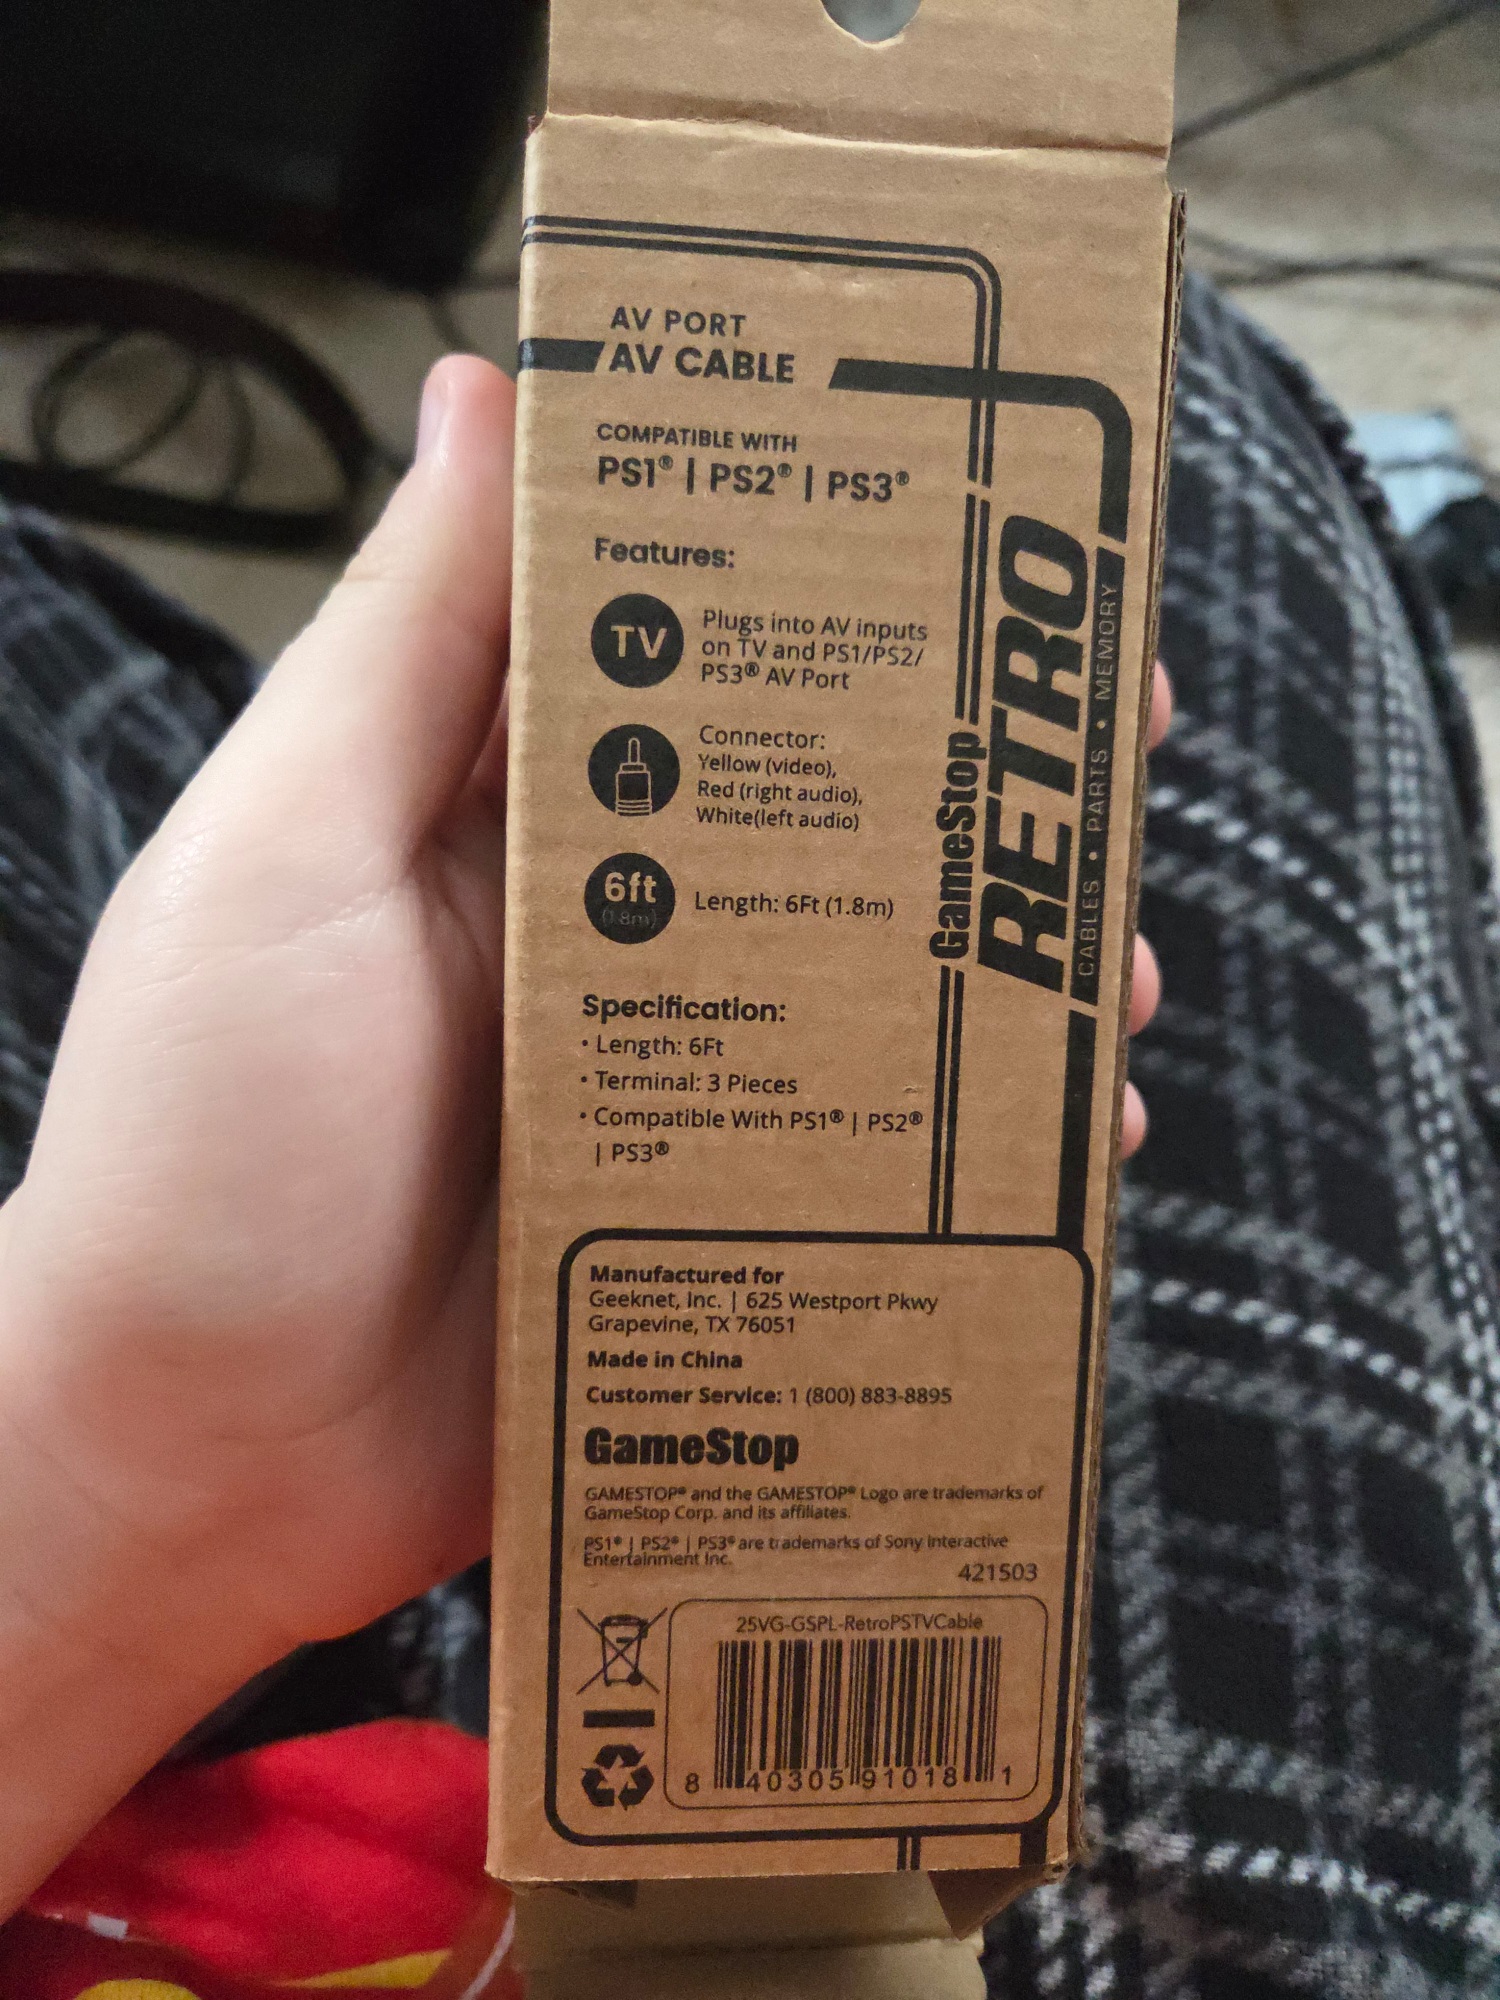 AV PORT
AV CABLE
COMPATIBLE WITH
PS1® | PS2® | PS3®
Features:
TV
Plugs into AV inputs
on TV and PS1/PS2/
PS3® AV Port
Connector:
Yellow (video),
Red (right audio),
White(left audio)
6ft
(1.8m)
Length: 6Ft (1.8m)
GameStop
RETRO
CABLES • PARTS • MEMORY
Specification:
• Length: 6Ft
• Terminal: 3 Pieces
• Compatible With PS1® | PS2®
| PS3®
Manufactured for
Geeknet, Inc. | 625 Westport Pkwy
Grapevine, TX 76051
Made in China
Customer Service: 1 (800) 883-8895
GameStop
GAMESTOP® and the GAMESTOP® Logo are trademarks of
GameStop Corp. and its affiliates.
PS1® | PS2® | PS3® are trademarks of Sony Interactive
Entertainment Inc.
421503
25VG-GSPL-RetroPSTVCable
8 40305 91018 1